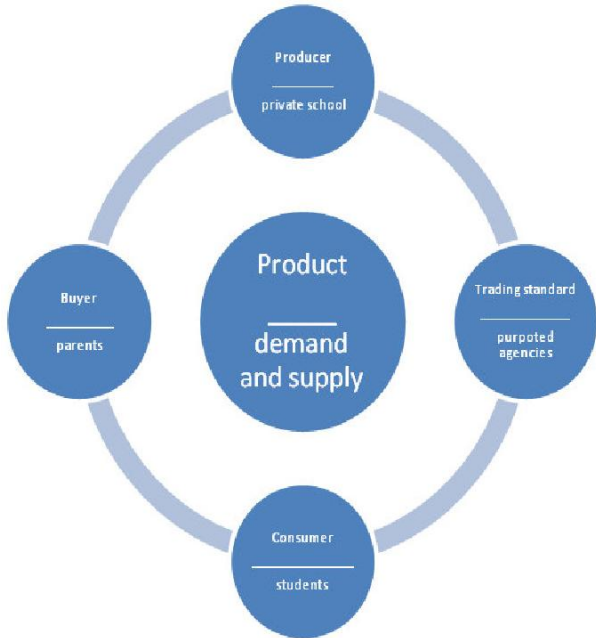 Producer
private school
Buyer
parents
Product
demand
and supply
Trading standard
purpoted
agencies
Consumer
students